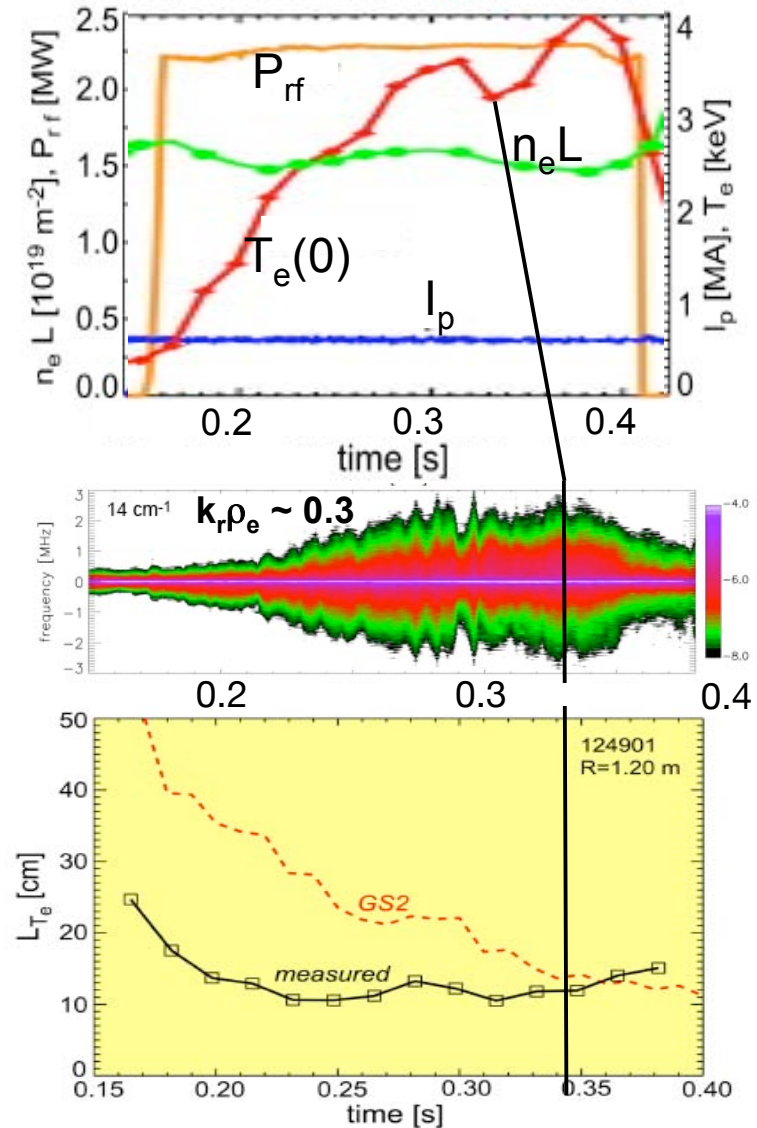 2.5
2.0
1.5
1.0
0.5
0.0
n_e L [10^19 m^-2], P_rf [MW]
P_rf
n_eL
T_e(0)
I_p
4
3
2
1
0
I_p [MA], T_e [keV]
0.2 0.3 0.4
time [s]
3
2
1
0
-1
-2
-3
frequency [MHz]
14 cm^-1 k_rρ_e ~ 0.3
-4.0
-6.0
-8.0
0.2 0.3 0.4
50
40
30
20
10
0
L_Te [cm]
124901
R=1.20 m
GS2
measured
0.15 0.20 0.25 0.30 0.35 0.40
time [s]